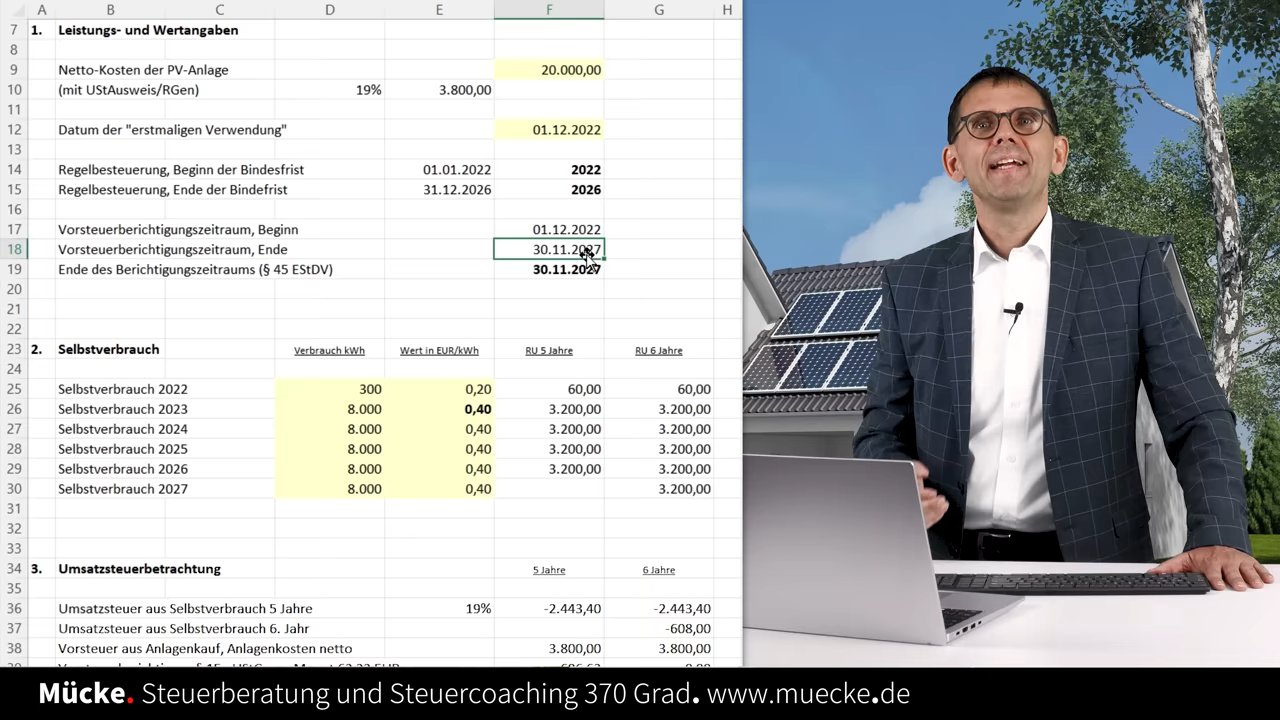 A B C D E F G H
7 1. Leistungs- und Wertangaben
8
9 Netto-Kosten der PV-Anlage 20.000,00
10 (mit UStAusweis/RGen) 19% 3.800,00
11
12 Datum der "erstmaligen Verwendung" 01.12.2022
13
14 Regelbesteuerung, Beginn der Bindesfrist 01.01.2022 2022
15 Regelbesteuerung, Ende der Bindefrist 31.12.2026 2026
16
17 Vorsteuerberichtigungszeitraum, Beginn 01.12.2022
18 Vorsteuerberichtigungszeitraum, Ende 30.11.2027
19 Ende des Berichtigungszeitraums (§ 45 EStDV) 30.11.2027
20
21
22
23 2. Selbstverbrauch Verbrauch kWh Wert in EUR/kWh RU 5 Jahre RU 6 Jahre
24
25 Selbstverbrauch 2022 300 0,20 60,00 60,00
26 Selbstverbrauch 2023 8.000 0,40 3.200,00 3.200,00
27 Selbstverbrauch 2024 8.000 0,40 3.200,00 3.200,00
28 Selbstverbrauch 2025 8.000 0,40 3.200,00 3.200,00
29 Selbstverbrauch 2026 8.000 0,40 3.200,00 3.200,00
30 Selbstverbrauch 2027 8.000 0,40 3.200,00
31
32
33
34 3. Umsatzsteuerbetrachtung 5 Jahre 6 Jahre
35
36 Umsatzsteuer aus Selbstverbrauch 5 Jahre 19% -2.443,40 -2.443,40
37 Umsatzsteuer aus Selbstverbrauch 6. Jahr -608,00
38 Vorsteuer aus Anlagenkauf, Anlagenkosten netto 3.800,00 3.800,00
Mücke. Steuerberatung und Steuercoaching 370 Grad. www.muecke.de